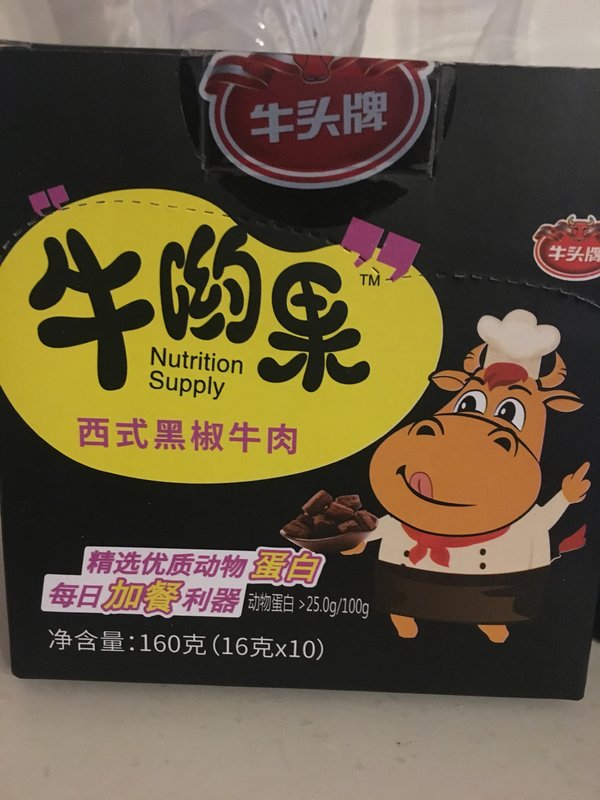 牛头牌
牛头牌
"牛哟果"
TM
Nutrition
Supply
西式黑椒牛肉
精选优质动物蛋白
每日加餐利器
动物蛋白>25.0g/100g
净含量:160克(16克x10)